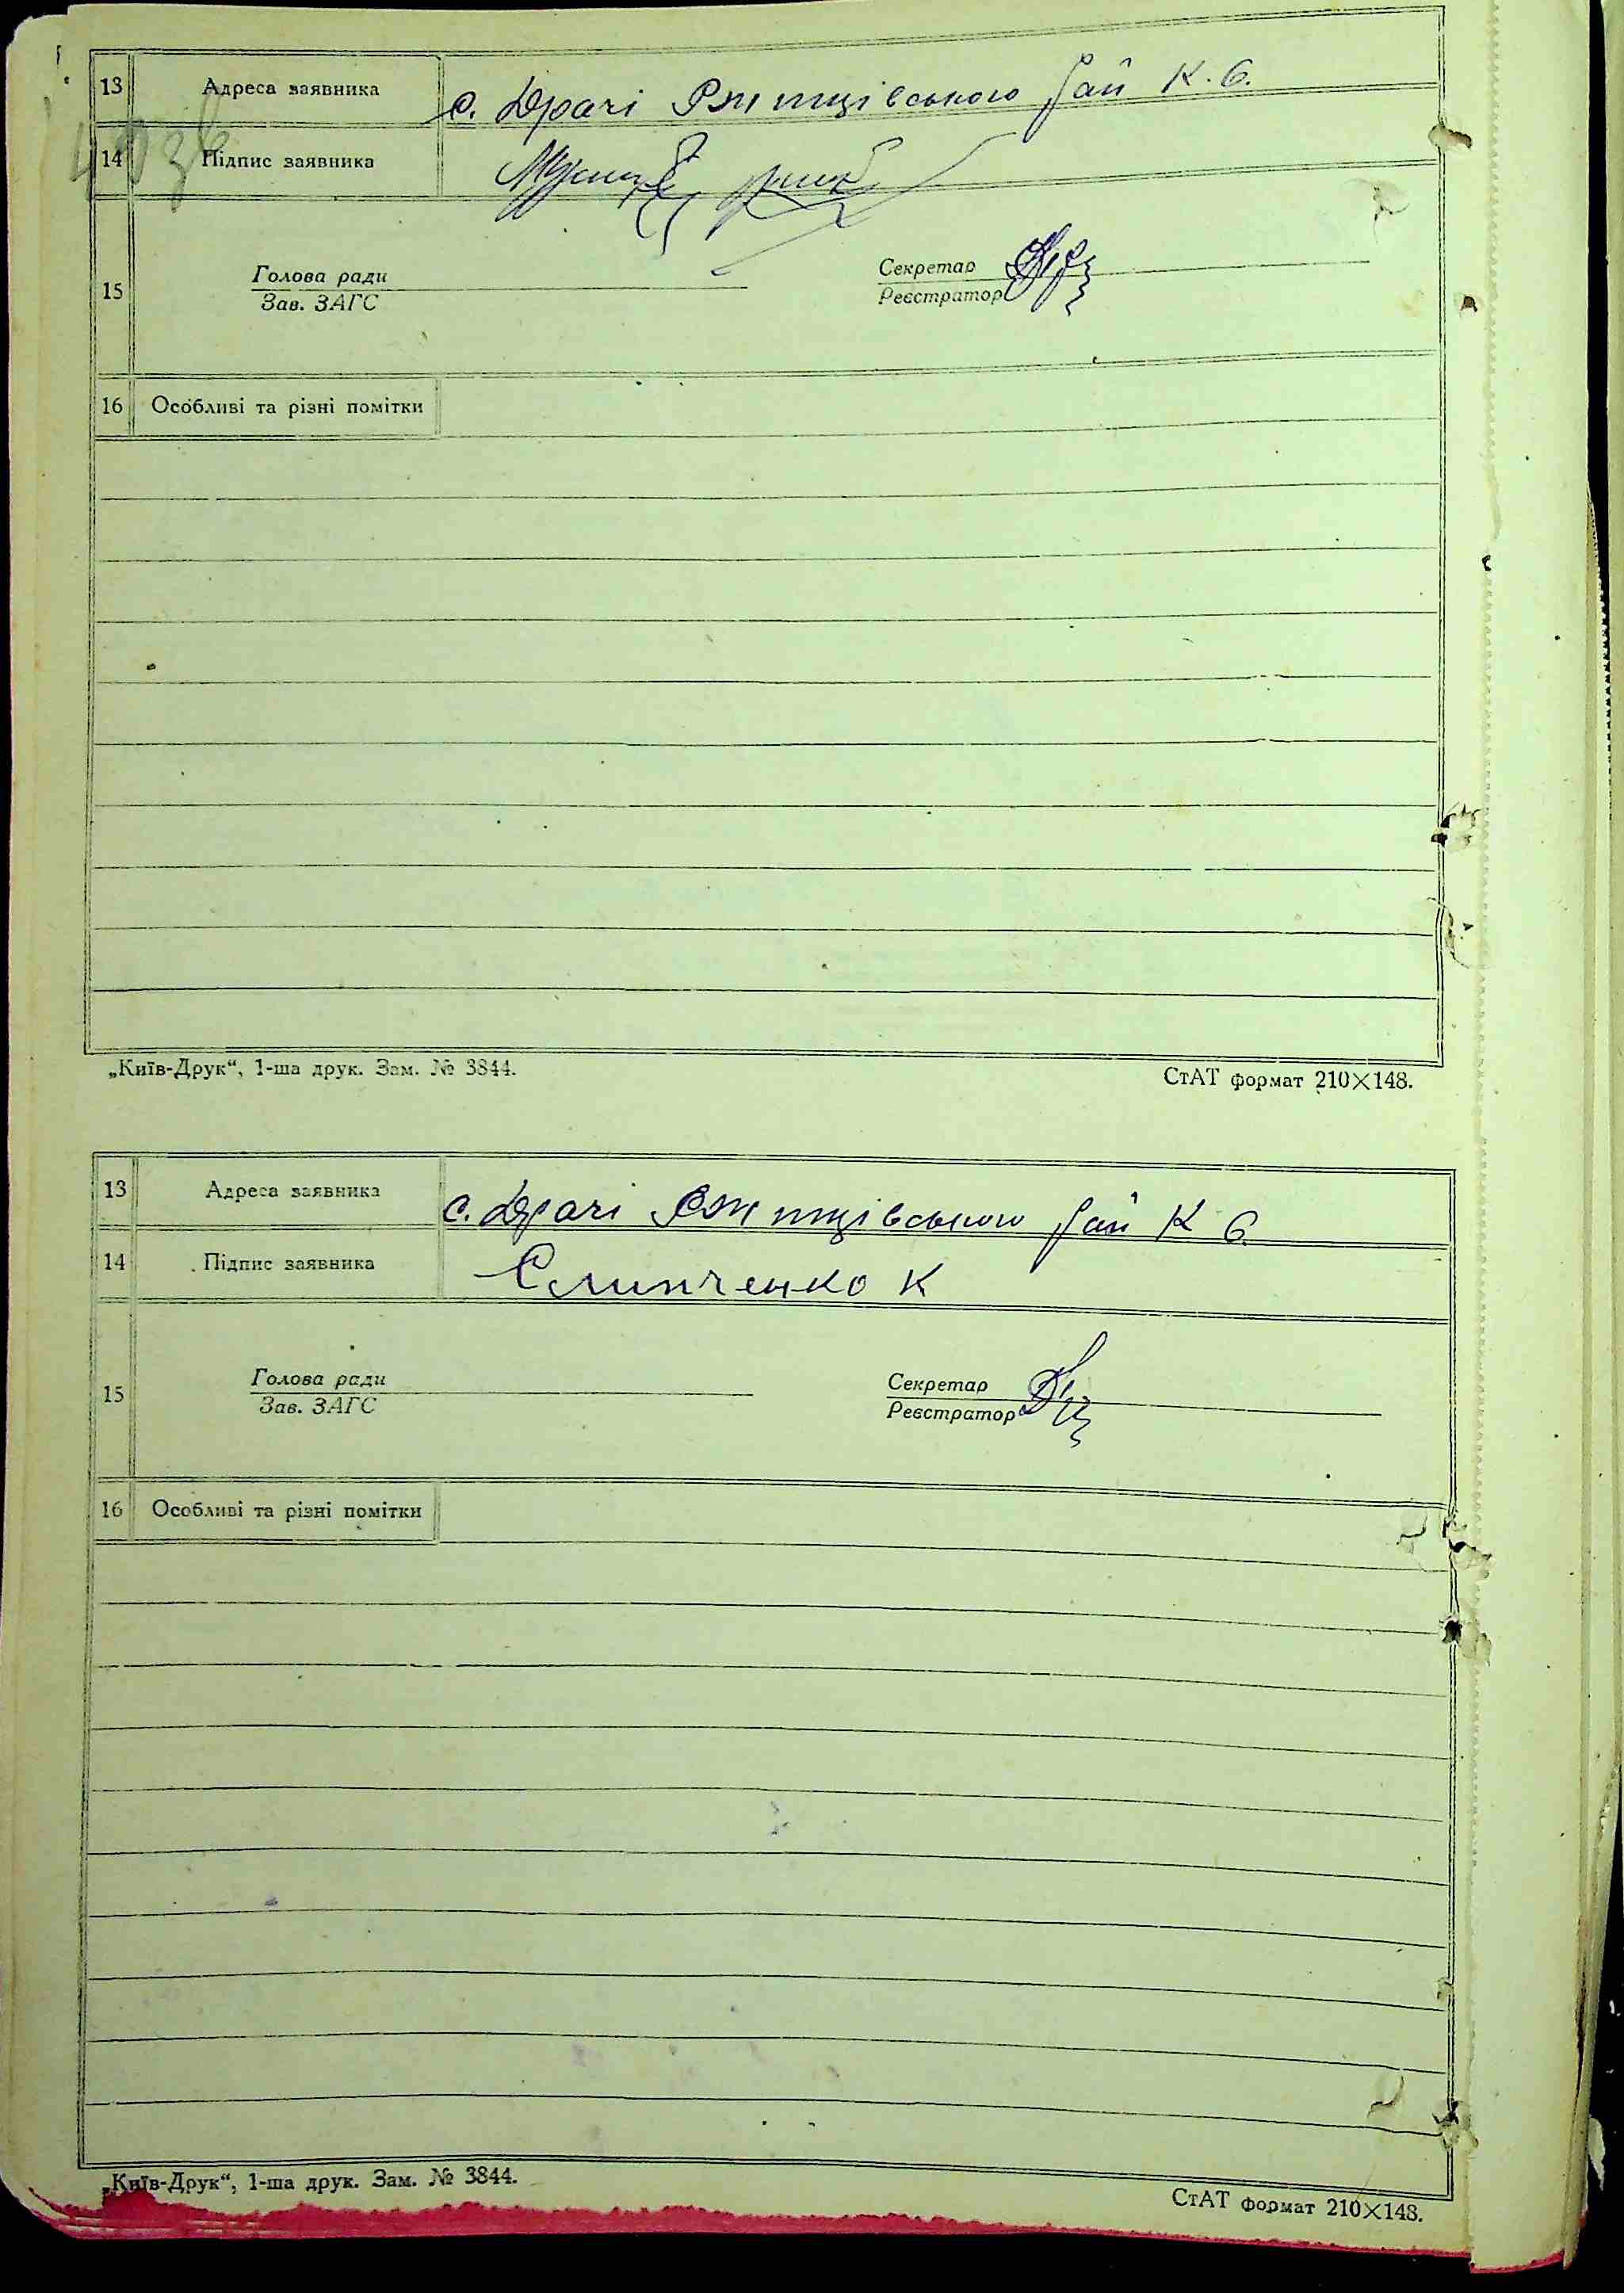 13 Адреса заявника с. Драчі Ржищівського рай К. О.
14 Підпис заявника
15 Голова ради Секретар
Зав. ЗАГС Реєстратор
16 Особливі та різні помітки
„Київ-Друк“, 1-ша друк. Зам. № 3844. СтАТ формат 210×148.
13 Адреса заявника с. Драчі Ржищівського рай К О.
14 Підпис заявника Слипченко К
15 Голова ради Секретар
Зав. ЗАГС Реєстратор
16 Особливі та різні помітки
„Київ-Друк“, 1-ша друк. Зам. № 3844. СтАТ формат 210×148.